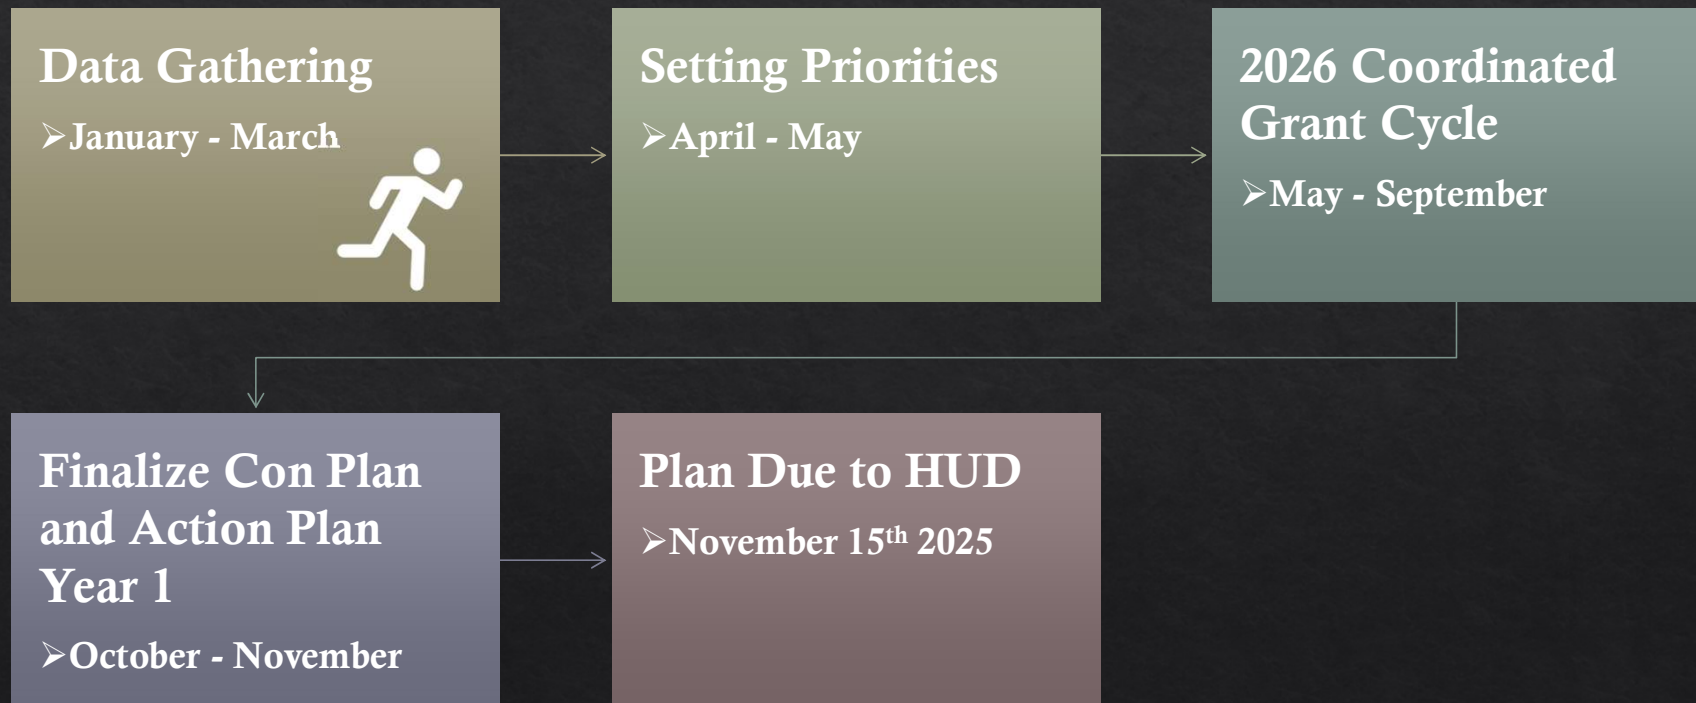 Data Gathering
➢January - March
Setting Priorities
➢April - May
2026 Coordinated
Grant Cycle
➢May - September
Finalize Con Plan
and Action Plan
Year 1
➢October - November
Plan Due to HUD
➢November 15th 2025